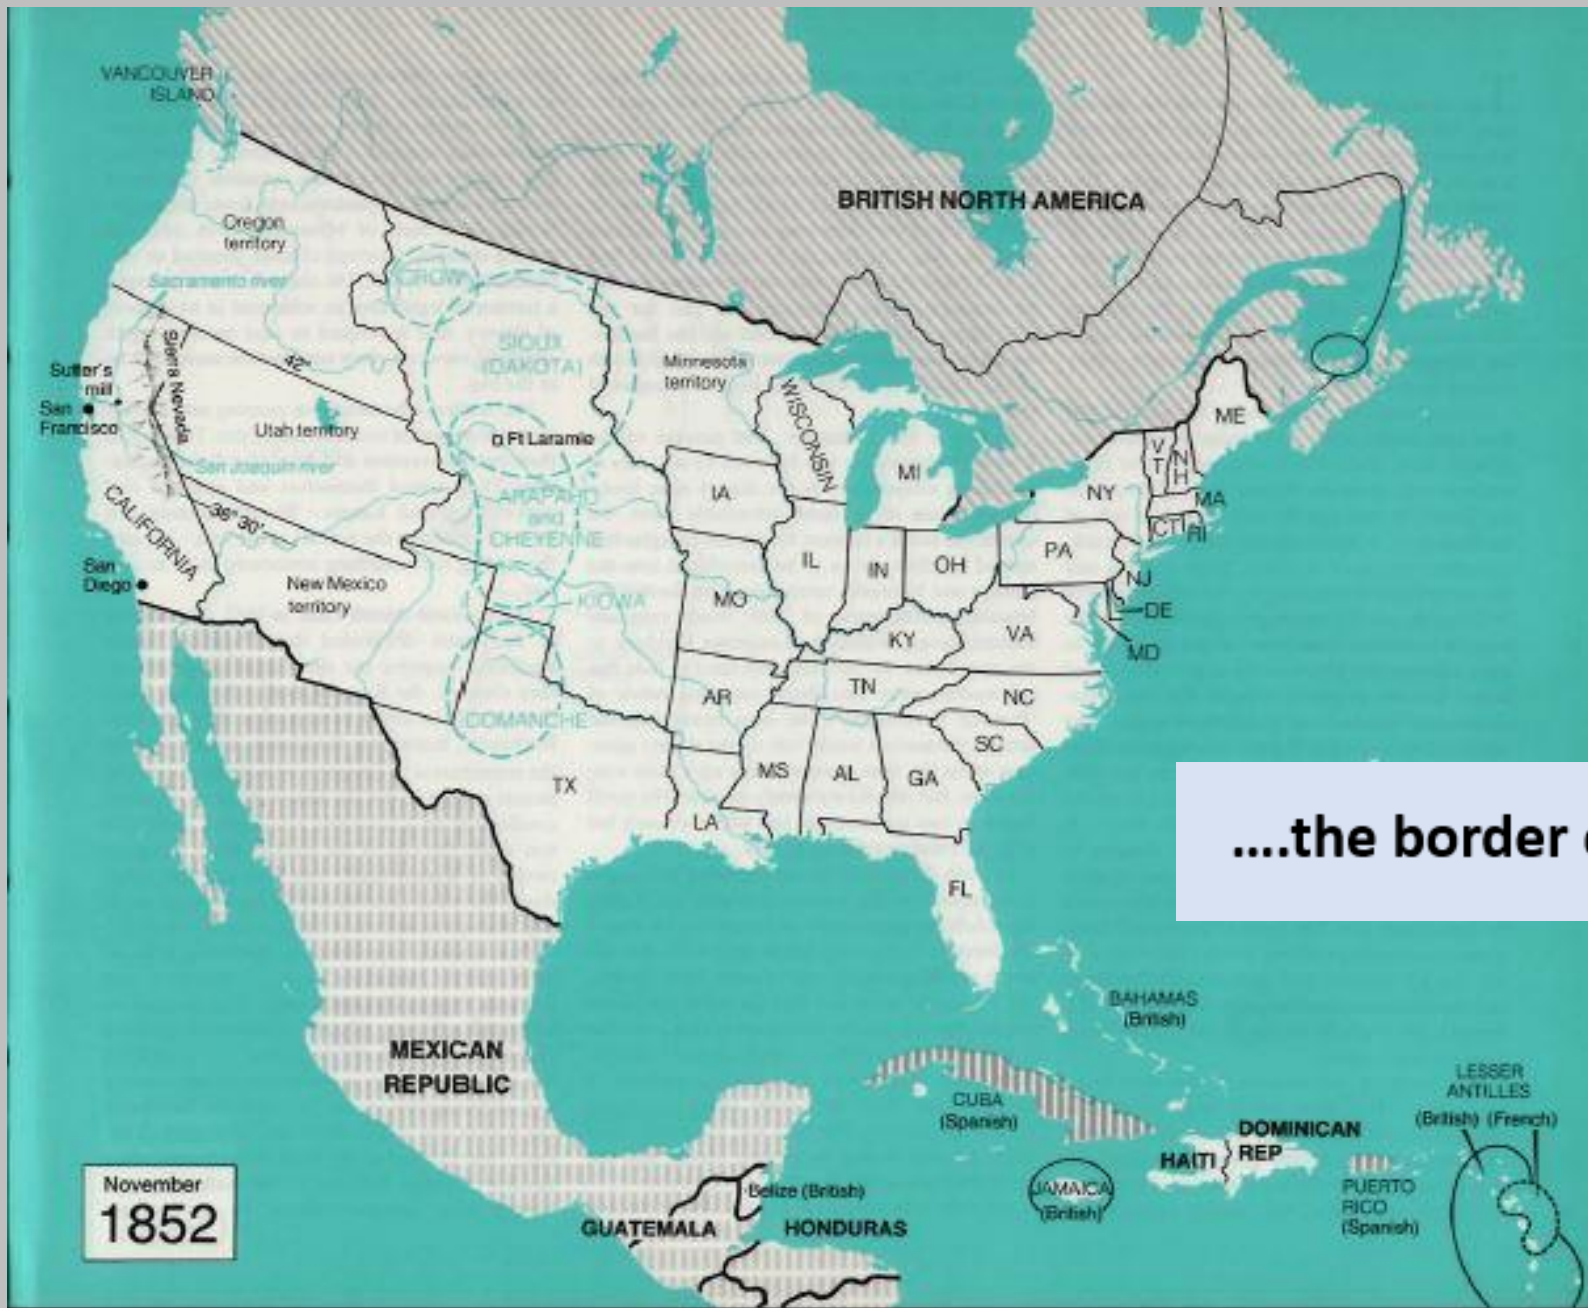 VANCOUVER
ISLAND
BRITISH NORTH AMERICA
Oregon
territory
Sacramento river
CROW
SIOUX
(DAKOTA)
Minnesota
territory
WISCONSIN
42°
Sierra Nevada
Sutter's
mill
San
Francisco
Utah territory
San Joaquin river
Ft Laramie
ME
V
T
N
H
MI
NY
MA
IA
CT
RI
CALIFORNIA
36° 30'
ARAPAHO
and
CHEYENNE
PA
IL
IN
OH
NJ
San
Diego
New Mexico
territory
KIOWA
MO
DE
VA
KY
MD
TN
AR
NC
COMANCHE
SC
MS
AL
GA
TX
LA
....the border
FL
BAHAMAS
(British)
MEXICAN
REPUBLIC
CUBA
(Spanish)
LESSER
ANTILLES
(British) (French)
DOMINICAN
REP
HAITI
JAMAICA
(British)
PUERTO
RICO
(Spanish)
Belize (British)
GUATEMALA
HONDURAS
November
1852